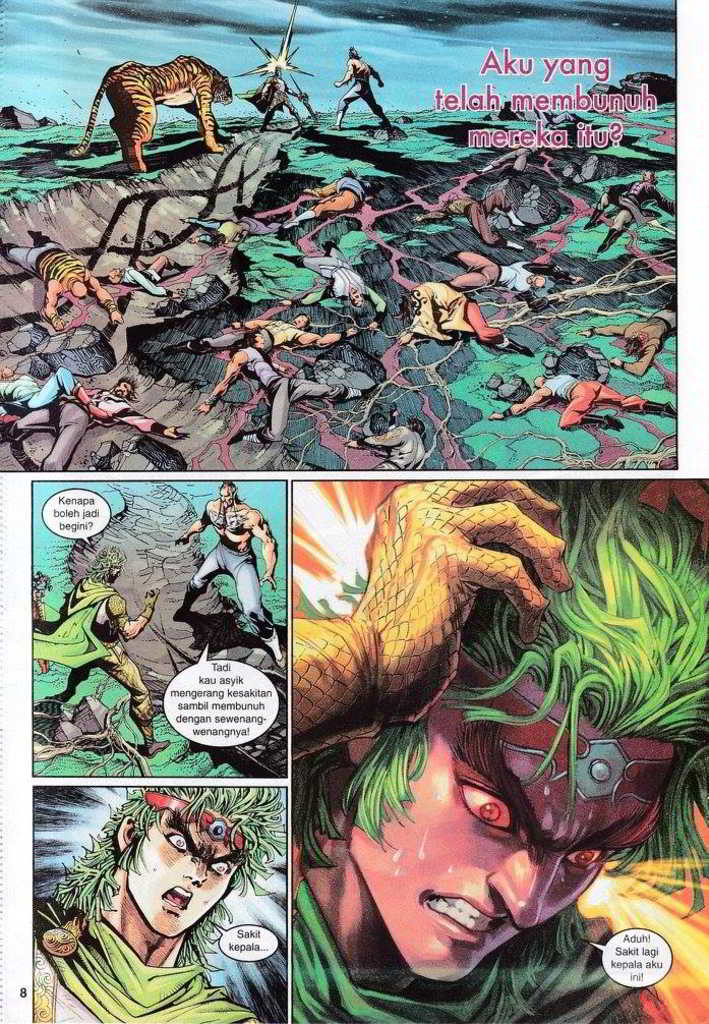 Aku yang
telah membunuh
mereka itu?
Kenapa
boleh jadi
begini?
Tadi
kau asyik
mengerang kesakitan
sambil membunuh
dengan sewenang-
wenangnya!
Sakit
kepala...
Aduh!
Sakit lagi
kepala aku
ini!
8